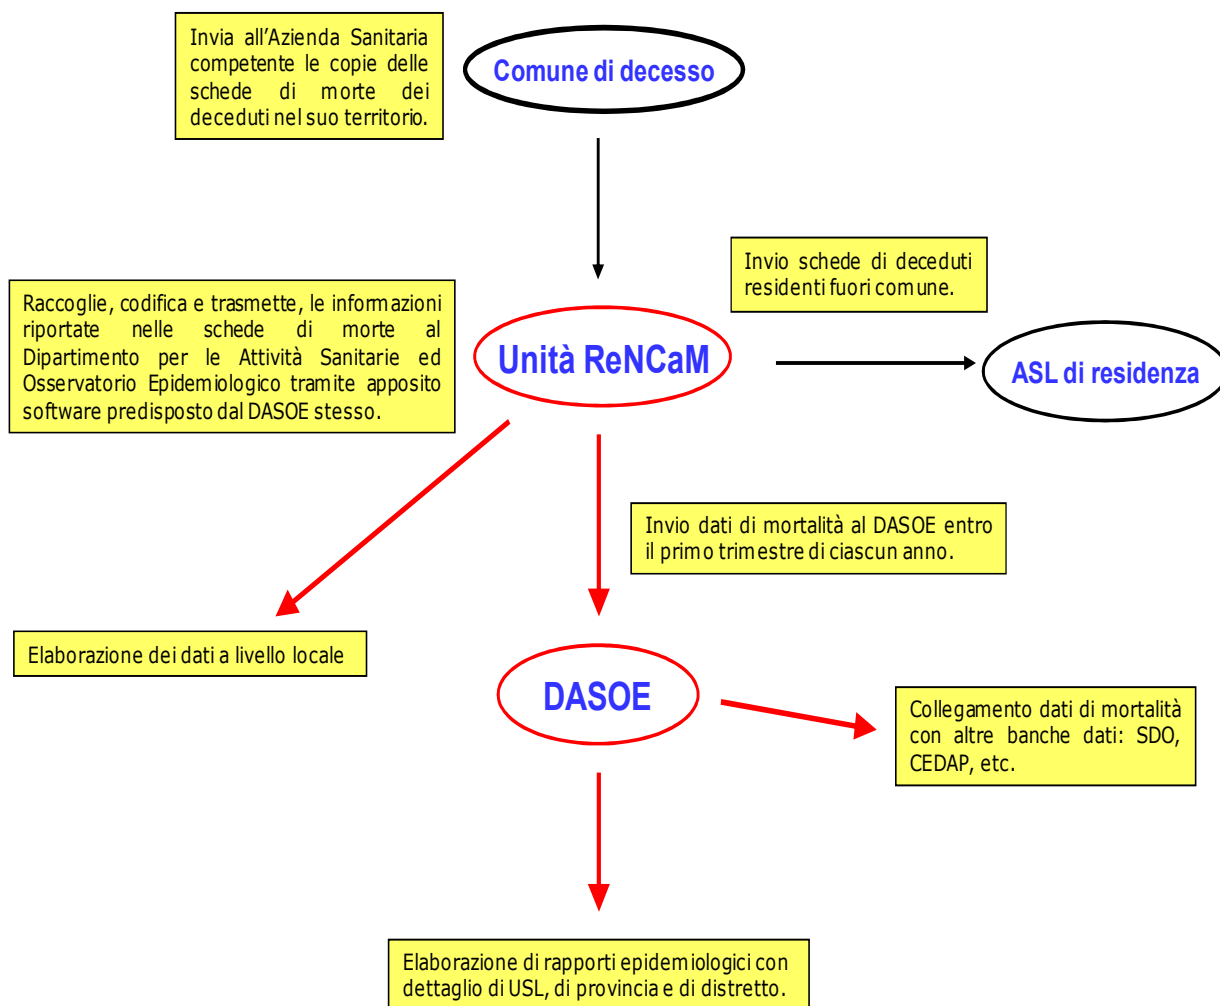 Invia all'Azienda Sanitaria
competente le copie delle
schede di morte dei
deceduti nel suo territorio.
Comune di decesso
Invio schede di deceduti
residenti fuori comune.
Raccoglie, codifica e trasmette, le informazioni
riportate nelle schede di morte al
Dipartimento per le Attività Sanitarie ed
Osservatorio Epidemiologico tramite apposito
software predisposto dal DASOE stesso.
Unità ReNCaM
ASL di residenza
Invio dati di mortalità al DASOE entro
il primo trimestre di ciascun anno.
Elaborazione dei dati a livello locale
DASOE
Collegamento dati di mortalità
con altre banche dati: SDO,
CEDAP, etc.
Elaborazione di rapporti epidemiologici con
dettaglio di USL, di provincia e di distretto.